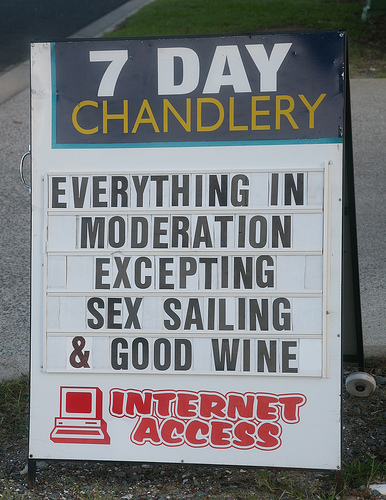 7 DAY
CHANDLERY
EVERYTHING IN
MODERATION
EXCEPTING
SEX SAILING
& GOOD WINE
INTERNET
ACCESS